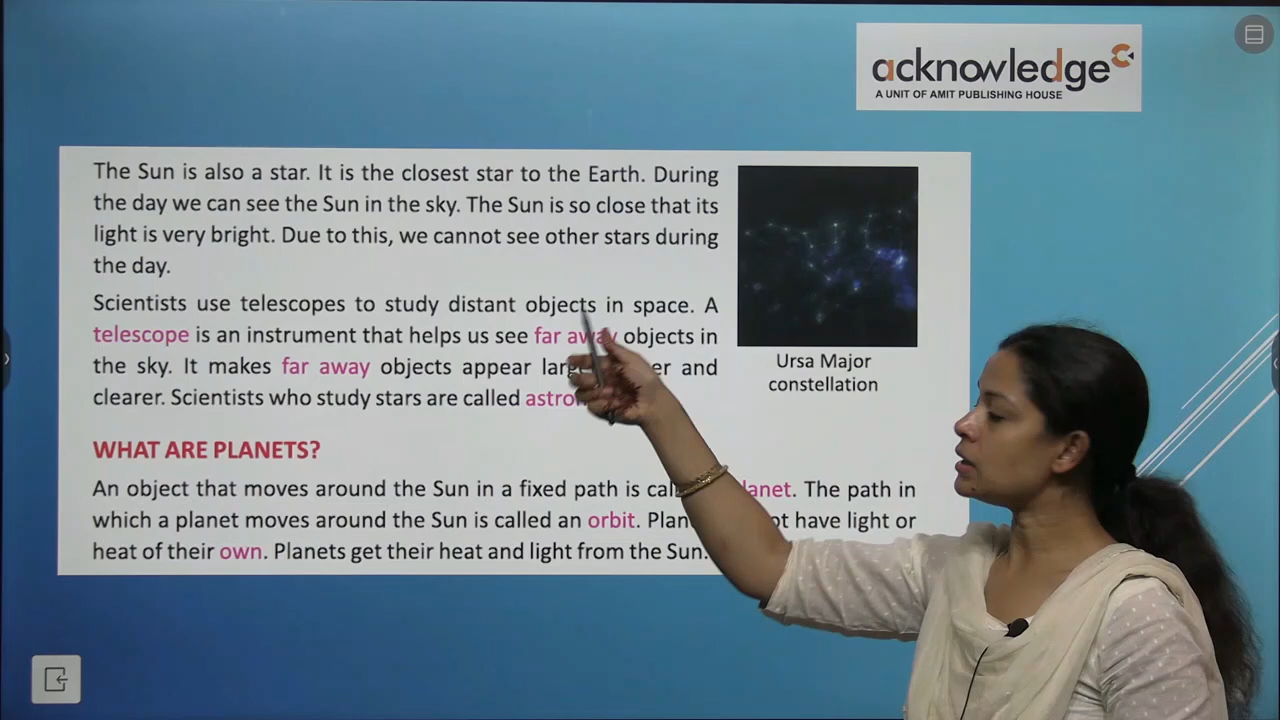 acknowledge
A UNIT OF AMIT PUBLISHING HOUSE
The Sun is also a star. It is the closest star to the Earth. During
the day we can see the Sun in the sky. The Sun is so close that its
light is very bright. Due to this, we cannot see other stars during
the day.
Scientists use telescopes to study distant objects in space. A
telescope is an instrument that helps us see far away objects in
the sky. It makes far away objects appear and
clearer. Scientists who study stars are called
Ursa Major
constellation
WHAT ARE PLANETS?
An object that moves around the Sun in a fixed path is planet. The path in
which a planet moves around the Sun is called an orbit. have light or
heat of their own. Planets get their heat and light from the Sun.